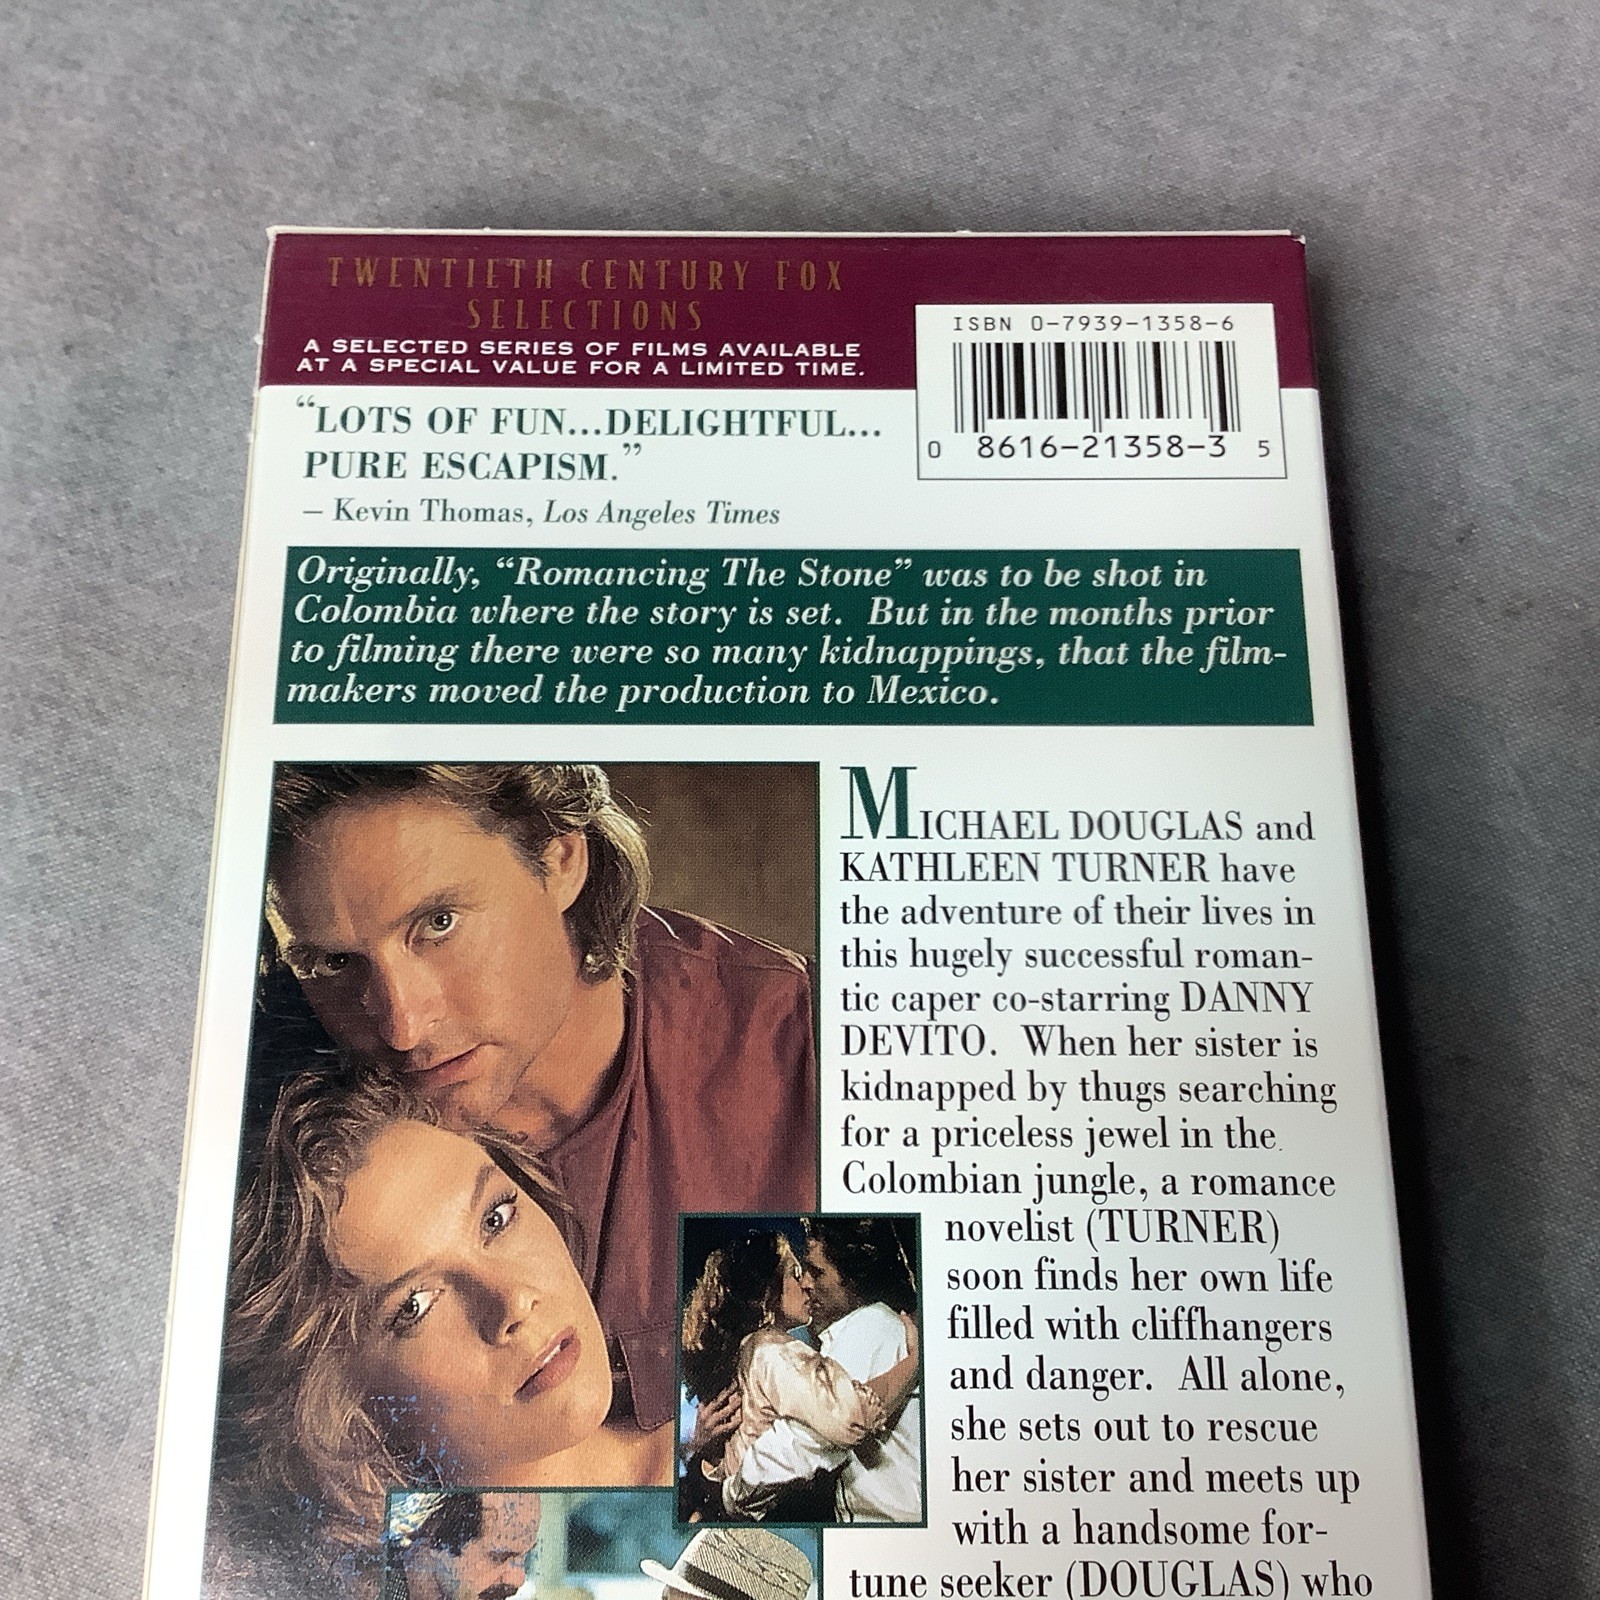 TWENTIETH CENTURY FOX
SELECTIONS
A SELECTED SERIES OF FILMS AVAILABLE
AT A SPECIAL VALUE FOR A LIMITED TIME.
ISBN 0-7939-1358-6
0 8616-21358-3 5
“LOTS OF FUN...DELIGHTFUL...
PURE ESCAPISM.”
– Kevin Thomas, Los Angeles Times
Originally, “Romancing The Stone” was to be shot in
Colombia where the story is set. But in the months prior
to filming there were so many kidnappings, that the film-
makers moved the production to Mexico.
MICHAEL DOUGLAS and
KATHLEEN TURNER have
the adventure of their lives in
this hugely successful roman-
tic caper co-starring DANNY
DEVITO. When her sister is
kidnapped by thugs searching
for a priceless jewel in the
Colombian jungle, a romance
novelist (TURNER)
soon finds her own life
filled with cliffhangers
and danger. All alone,
she sets out to rescue
her sister and meets up
with a handsome for-
tune seeker (DOUGLAS) who